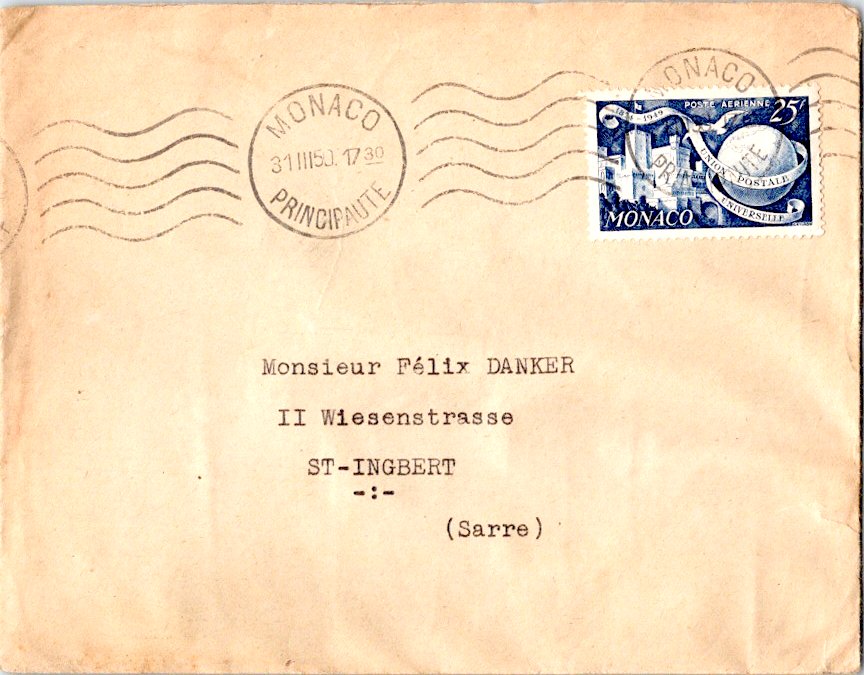 MONACO
31 III 50. 17 30
PRINCIPAUTE
MONACO
POSTE AERIENNE 25f
1874 - 1949
UNION POSTALE
UNIVERSELLE
MONACO
Monsieur Félix DANKER
II Wiesenstrasse
ST-INGBERT
-:-
(Sarre)